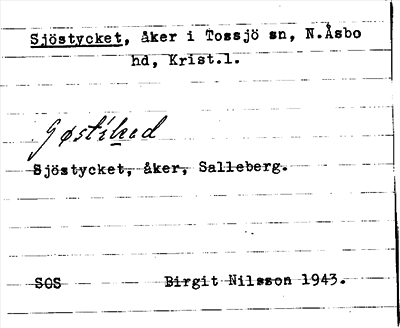 Sjöstycket, åker i Tossjö sn, N.Åsbo
hd, Krist.l.
Sjöstycket, åker, Salleberg.
SOS Birgit Nilsson 1943.